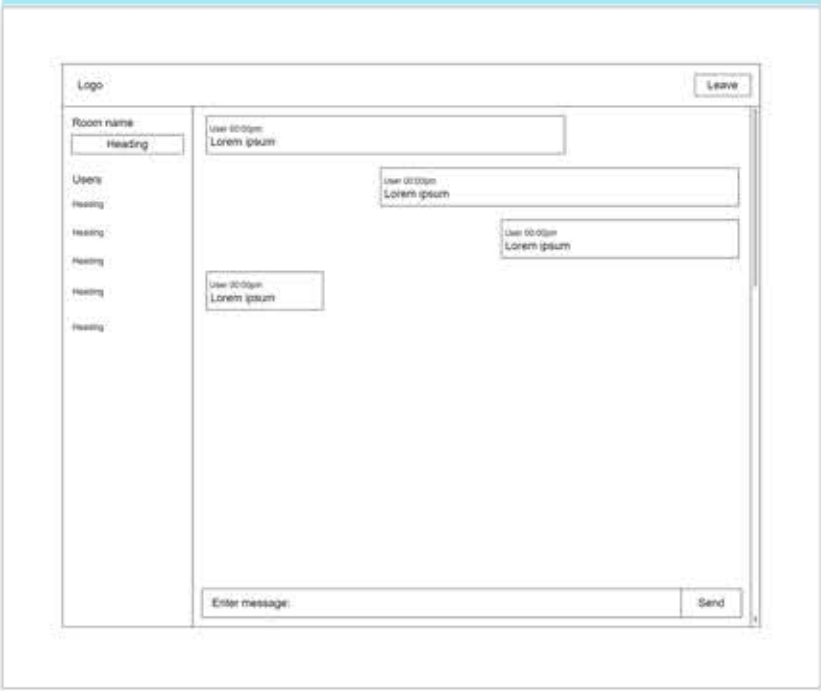 Logo
Leave
Room name
Heading
Users
Heading
Heading
Heading
Heading
Heading
User 00:00pm
Lorem ipsum
User 00:00pm
Lorem ipsum
User 00:00pm
Lorem ipsum
User 00:00pm
Lorem ipsum
Enter message:
Send